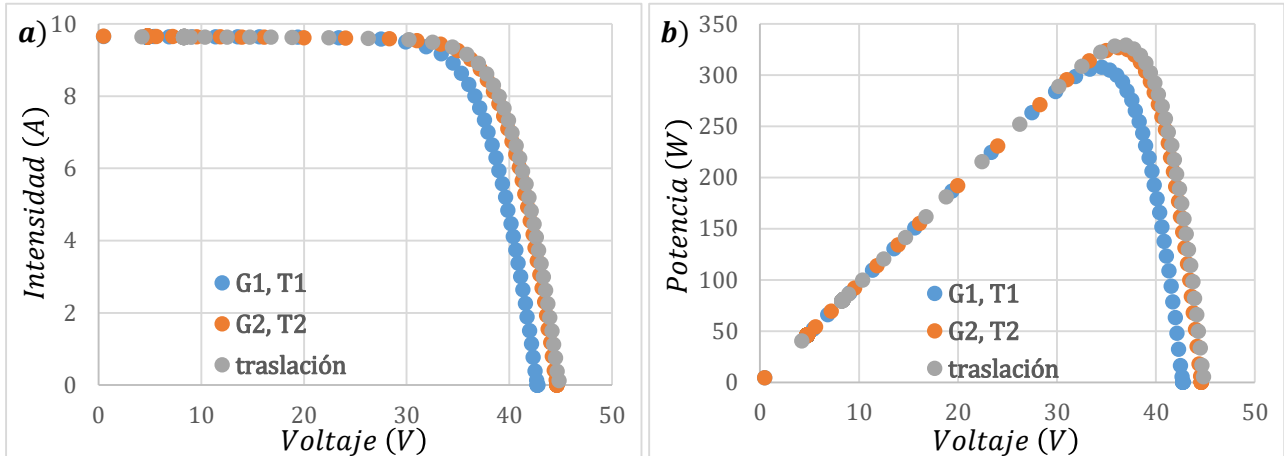 a)
Intensidad (A)
10
8
6
4
2
0
0 10 20 30 40 50
Voltaje (V)
G1, T1
G2, T2
traslación
b)
Potencia (W)
350
300
250
200
150
100
50
0
0 10 20 30 40 50
Voltaje (V)
G1, T1
G2, T2
traslación